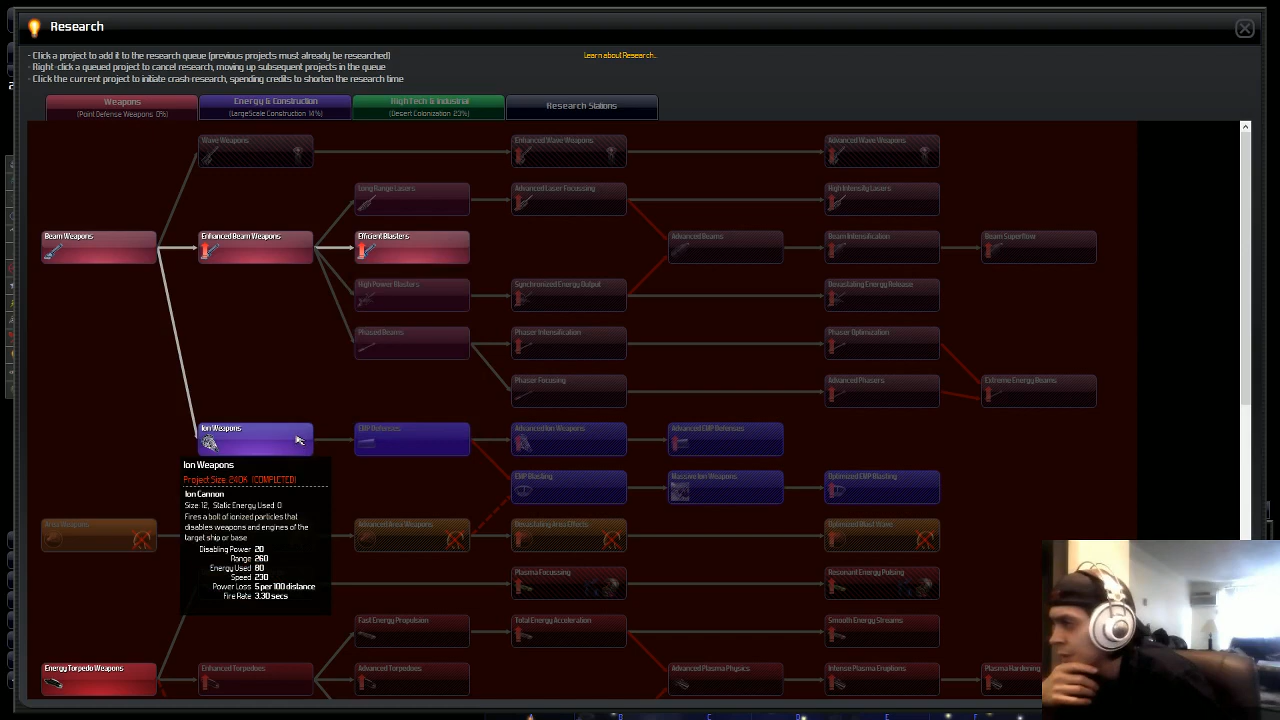 Research
- Click a project to add it to the research queue (previous projects must already be researched)
Learn about Research...
- Right-click a queued project to cancel research, moving up subsequent projects in the queue
- Click the current project to initiate crash-research, spending credits to shorten the research time
Weapons
(Point Defense Weapons 0%)
Energy & Construction
(LargeScale Construction 14%)
HighTech & Industrial
(Desert Colonization 23%)
Research Stations
Wave Weapons
Enhanced Wave Weapons
Advanced Wave Weapons
Long Range Lasers
Advanced Laser Focussing
High Intensity Lasers
Beam Weapons
Enhanced Beam Weapons
Efficient Blasters
Advanced Beams
Beam Intensification
Beam Superflow
High Power Blasters
Synchronized Energy Output
Devastating Energy Release
Phased Beams
Phaser Intensification
Phaser Optimization
Phaser Focusing
Advanced Phasers
Extreme Energy Beams
Ion Weapons
EMP Defenses
Advanced Ion Weapons
Advanced EMP Defenses
EMP Blasting
Massive Ion Weapons
Optimized EMP Blasting
Ion Weapons
Project Size: 240K (COMPLETED)
Ion Cannon
Size: 12, Static Energy Used: 0
Fires a bolt of ionized particles that
disables weapons and engines of the
target ship or base
Disabling Power 20
Range 260
Energy Used 80
Speed 230
Power Loss 5 per 100 distance
Fire Rate 3.30 secs
Area Weapons
Advanced Area Weapons
Devastating Area Effects
Optimized Blast Wave
Plasma Focussing
Resonant Energy Pulsing
Fast Energy Propulsion
Total Energy Acceleration
Smooth Energy Streams
Energy Torpedo Weapons
Enhanced Torpedoes
Advanced Torpedoes
Advanced Plasma Physics
Intense Plasma Eruptions
Plasma Hardening